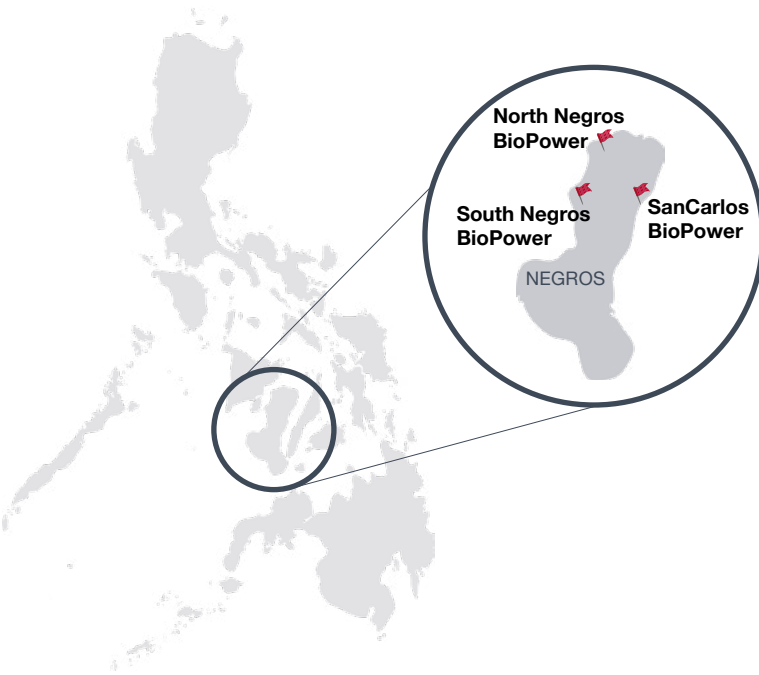 North Negros
BioPower
South Negros
BioPower
SanCarlos
BioPower
NEGROS